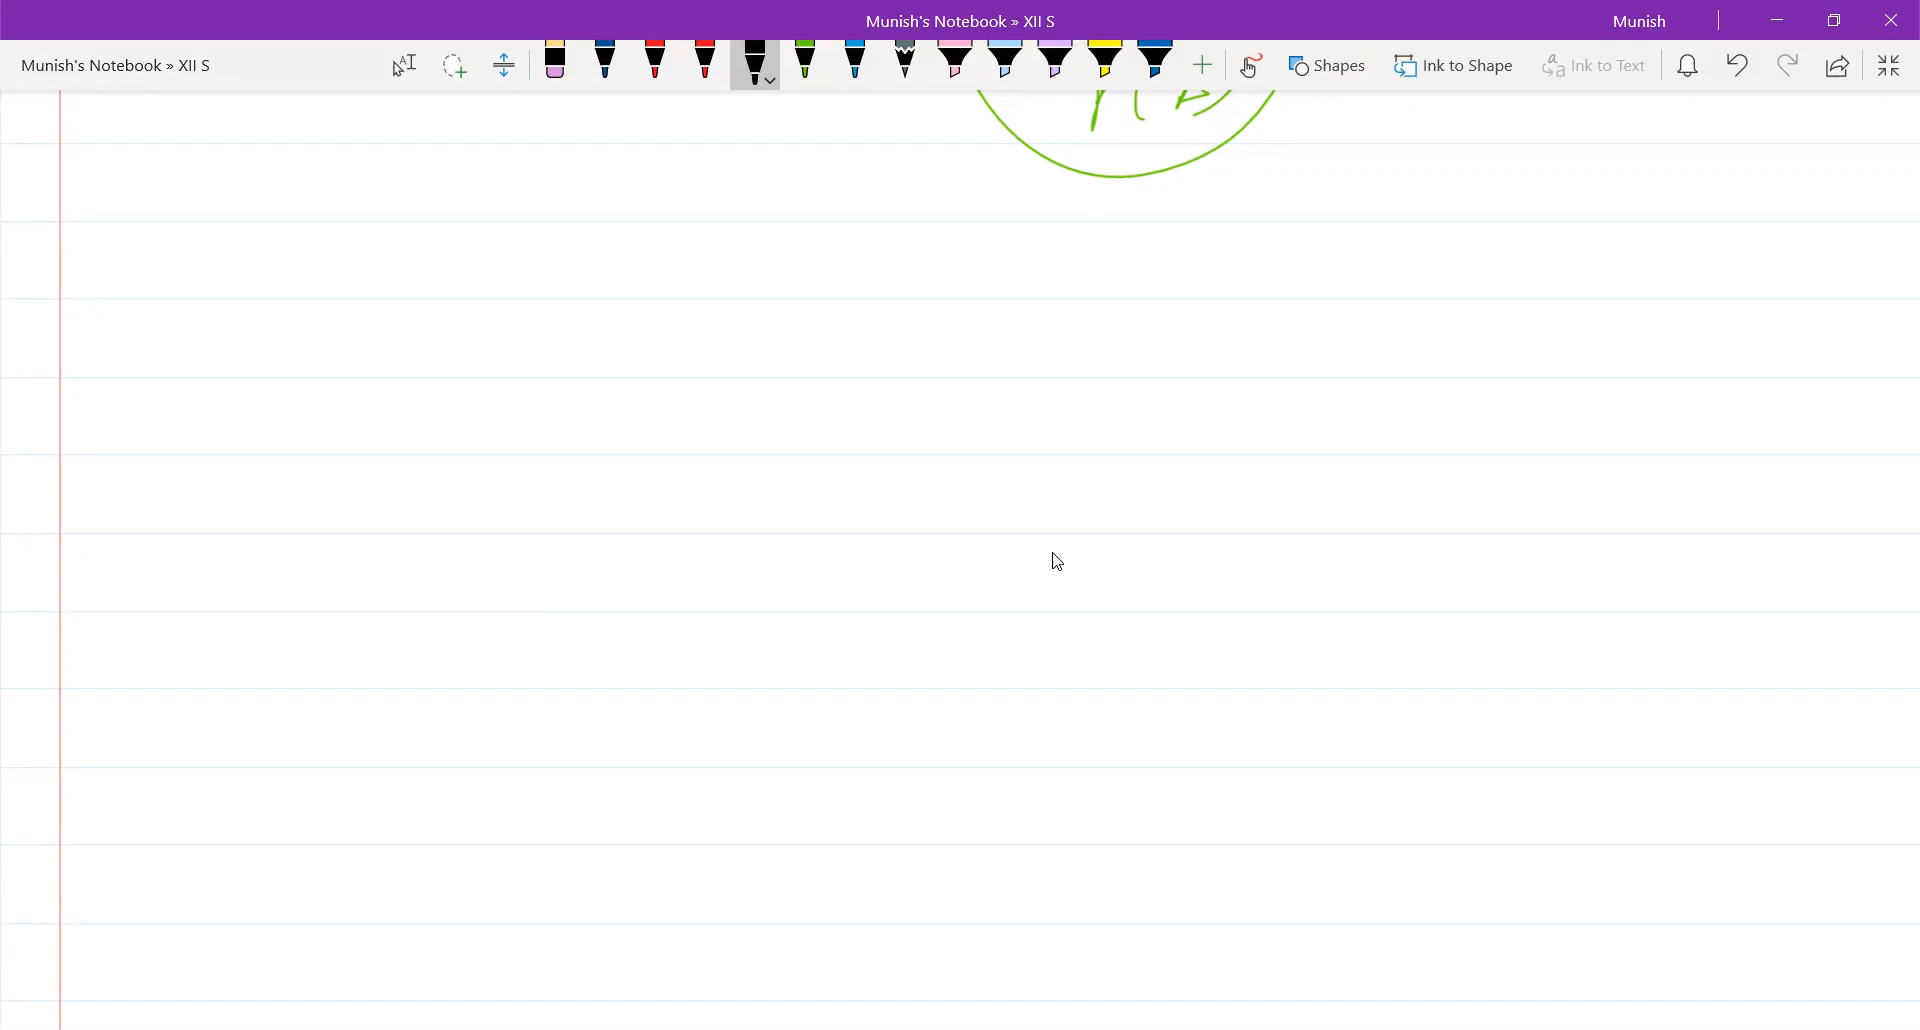 Munish's Notebook » XII S
Munish
Munish's Notebook » XII S
Shapes
Ink to Shape
Ink to Text